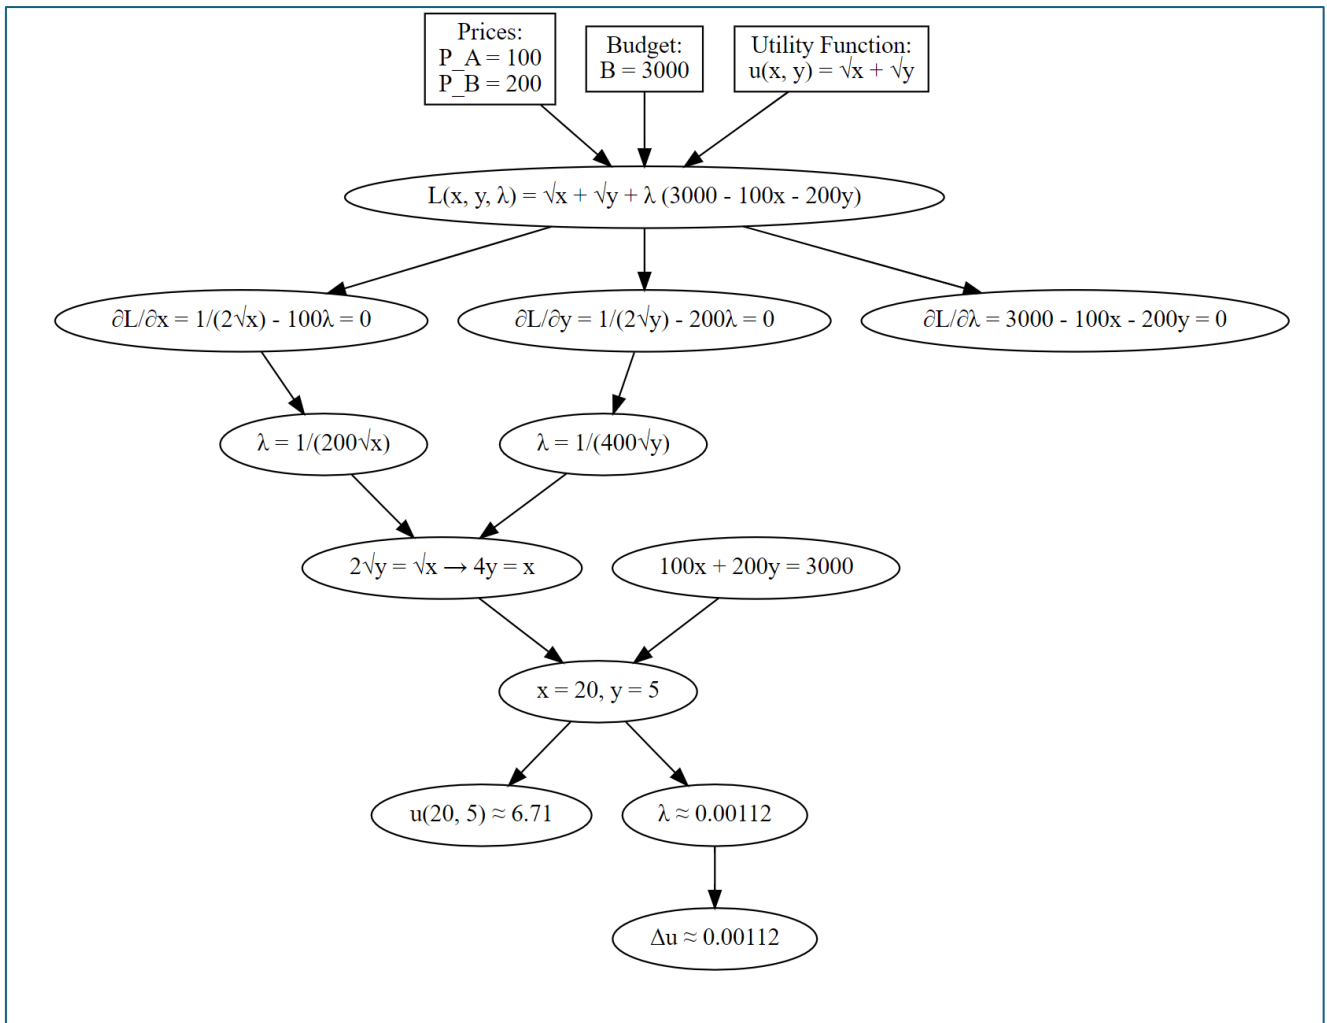 Prices:
P_A = 100
P_B = 200
Budget:
B = 3000
Utility Function:
u(x, y) = √x + √y
L(x, y, λ) = √x + √y + λ (3000 - 100x - 200y)
∂L/∂x = 1/(2√x) - 100λ = 0
∂L/∂y = 1/(2√y) - 200λ = 0
∂L/∂λ = 3000 - 100x - 200y = 0
λ = 1/(200√x)
λ = 1/(400√y)
2√y = √x → 4y = x
100x + 200y = 3000
x = 20, y = 5
u(20, 5) ≈ 6.71
λ ≈ 0.00112
Δu ≈ 0.00112